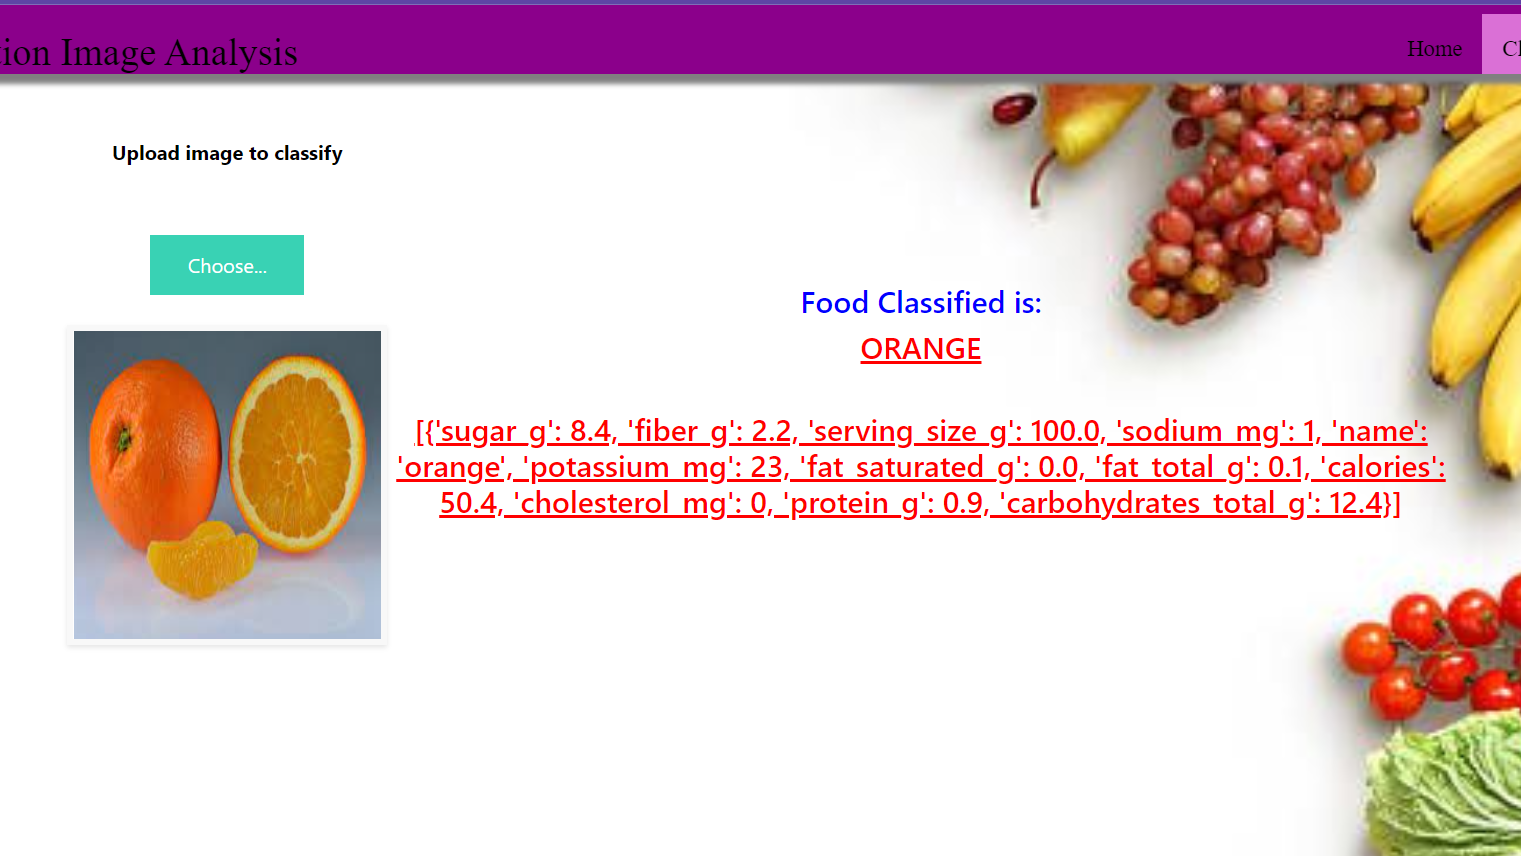 ion Image Analysis
Home
Upload image to classify
Choose...
Food Classified is:
ORANGE
[{'sugar_g': 8.4, 'fiber_g': 2.2, 'serving_size_g': 100.0, 'sodium_mg': 1, 'name':
'orange', 'potassium_mg': 23, 'fat_saturated_g': 0.0, 'fat_total_g': 0.1, 'calories':
50.4, 'cholesterol_mg': 0, 'protein_g': 0.9, 'carbohydrates_total_g': 12.4}]